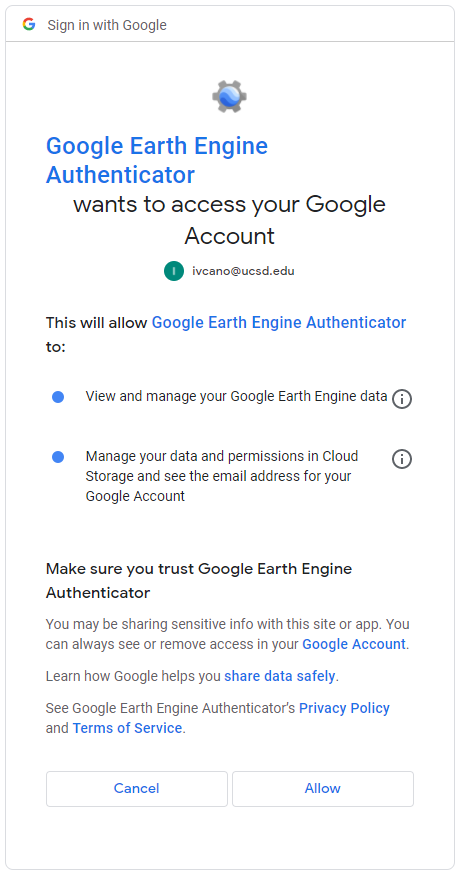 Sign in with Google
Google Earth Engine
Authenticator
wants to access your Google
Account
I
ivcano@ucsd.edu
This will allow Google Earth Engine Authenticator
to:
View and manage your Google Earth Engine data
Manage your data and permissions in Cloud
Storage and see the email address for your
Google Account
Make sure you trust Google Earth Engine
Authenticator
You may be sharing sensitive info with this site or app. You
can always see or remove access in your Google Account.
Learn how Google helps you share data safely.
See Google Earth Engine Authenticator's Privacy Policy
and Terms of Service.
Cancel
Allow